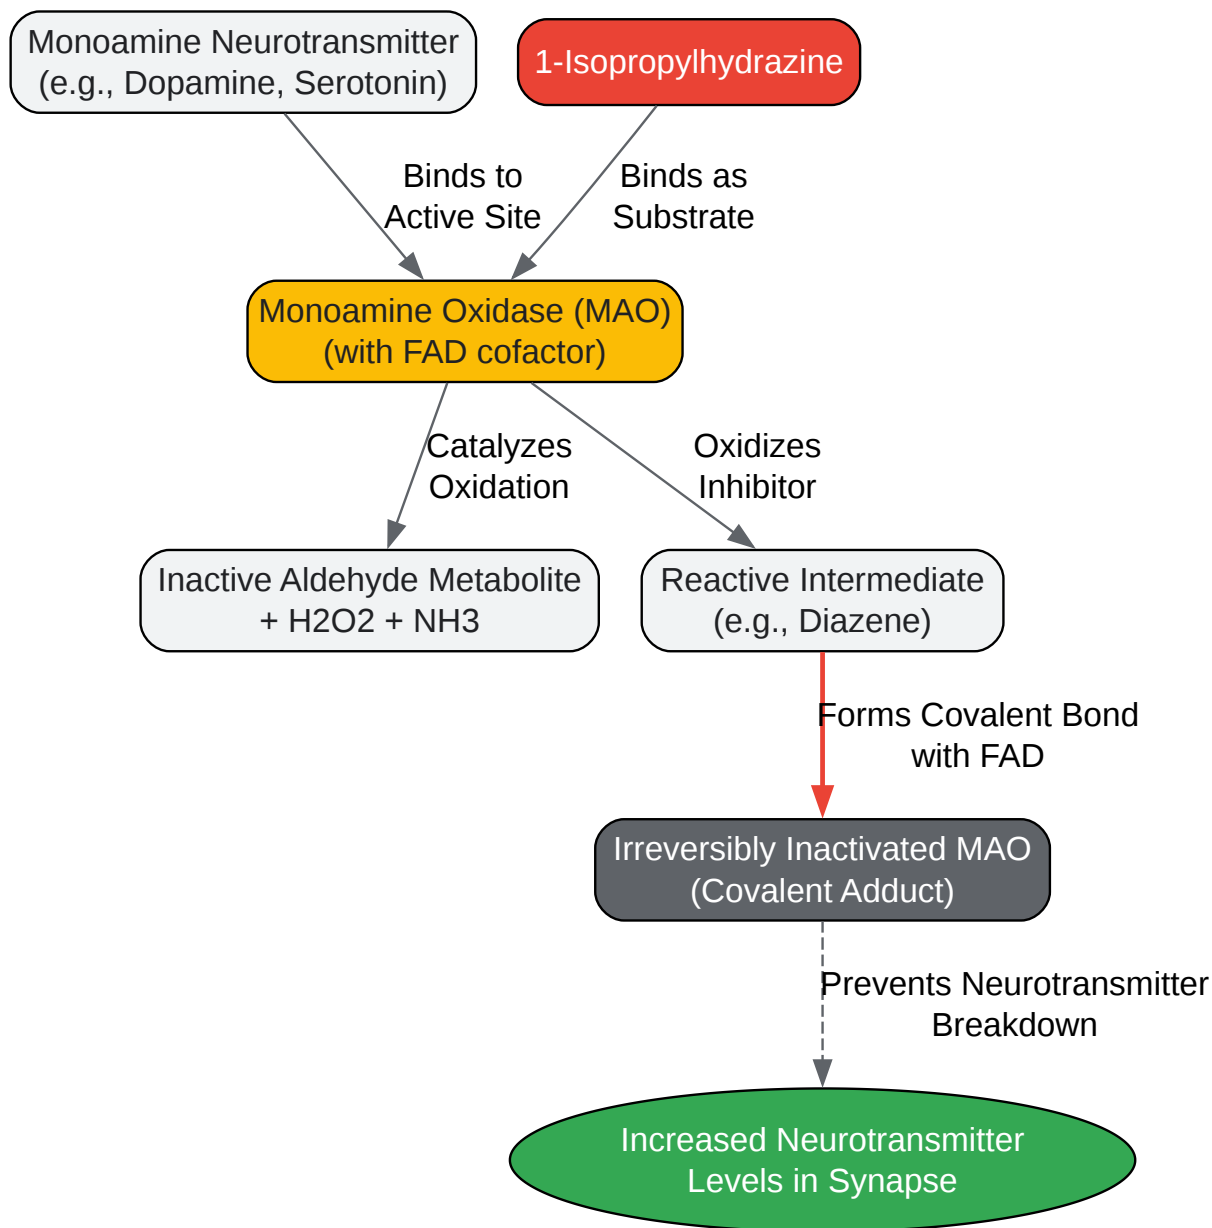 Monoamine Neurotransmitter
(e.g., Dopamine, Serotonin)
1-Isopropylhydrazine
Binds to
Active Site
Binds as
Substrate
Monoamine Oxidase (MAO)
(with FAD cofactor)
Catalyzes
Oxidation
Oxidizes
Inhibitor
Inactive Aldehyde Metabolite
+ H2O2 + NH3
Reactive Intermediate
(e.g., Diazene)
Forms Covalent Bond
with FAD
Irreversibly Inactivated MAO
(Covalent Adduct)
Prevents Neurotransmitter
Breakdown
Increased Neurotransmitter
Levels in Synapse